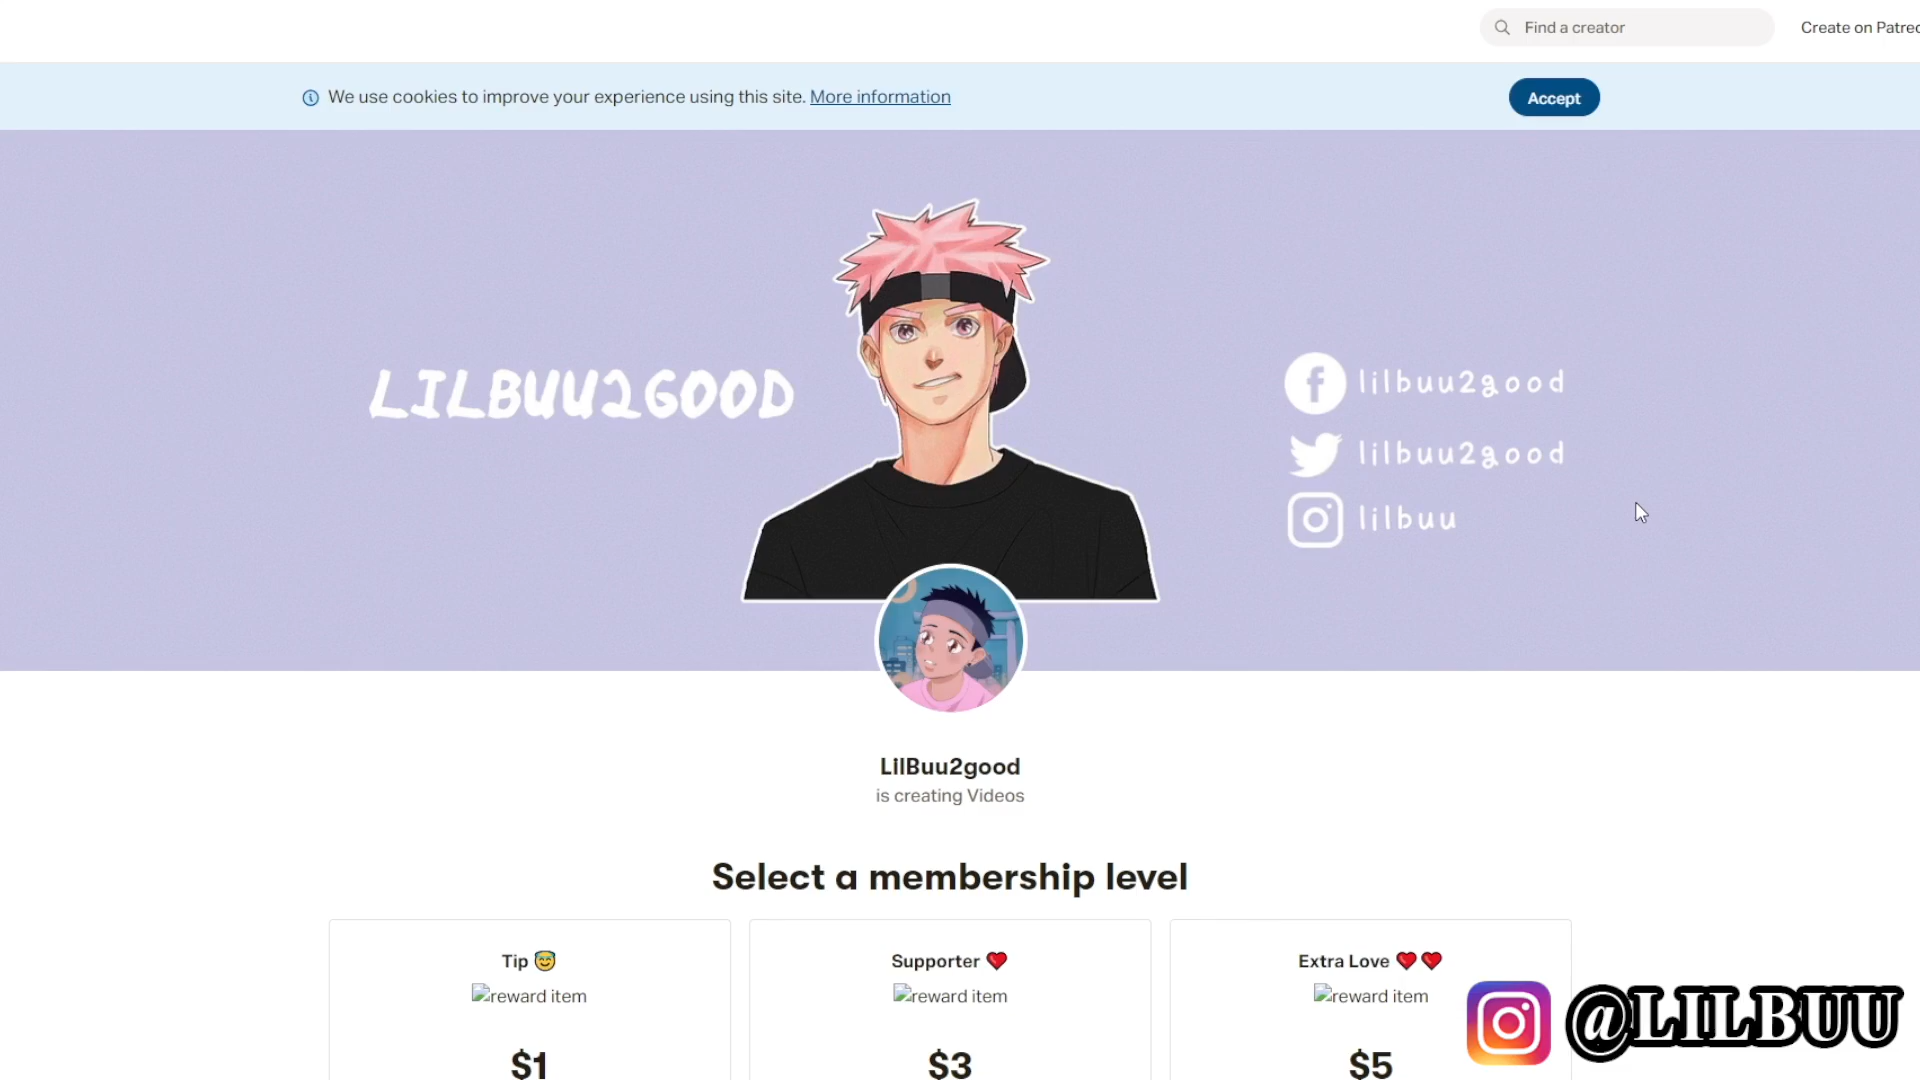 Find a creator
Create on Patreo
We use cookies to improve your experience using this site. More information
Accept
LILBUU2GOOD
lilbuu2good
lilbuu2good
lilbuu
LilBuu2good
is creating Videos
Select a membership level
Tip 😇
reward item
$1
Supporter ❤️
reward item
$3
Extra Love ❤️❤️
reward item
$5
@LILBUU